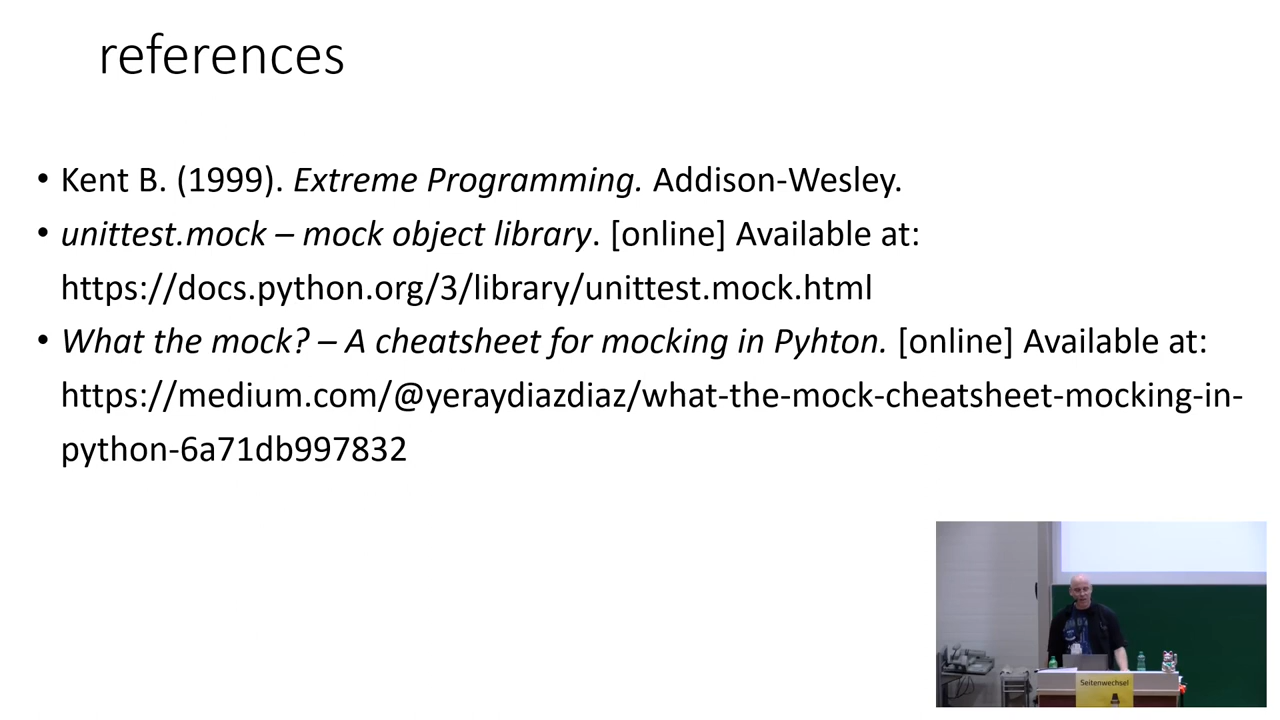 references
• Kent B. (1999). Extreme Programming. Addison-Wesley.
• unittest.mock – mock object library. [online] Available at:
https://docs.python.org/3/library/unittest.mock.html
• What the mock? – A cheatsheet for mocking in Pyhton. [online] Available at:
https://medium.com/@yeraydiazdiaz/what-the-mock-cheatsheet-mocking-in-
python-6a71db997832
Seitenwechsel